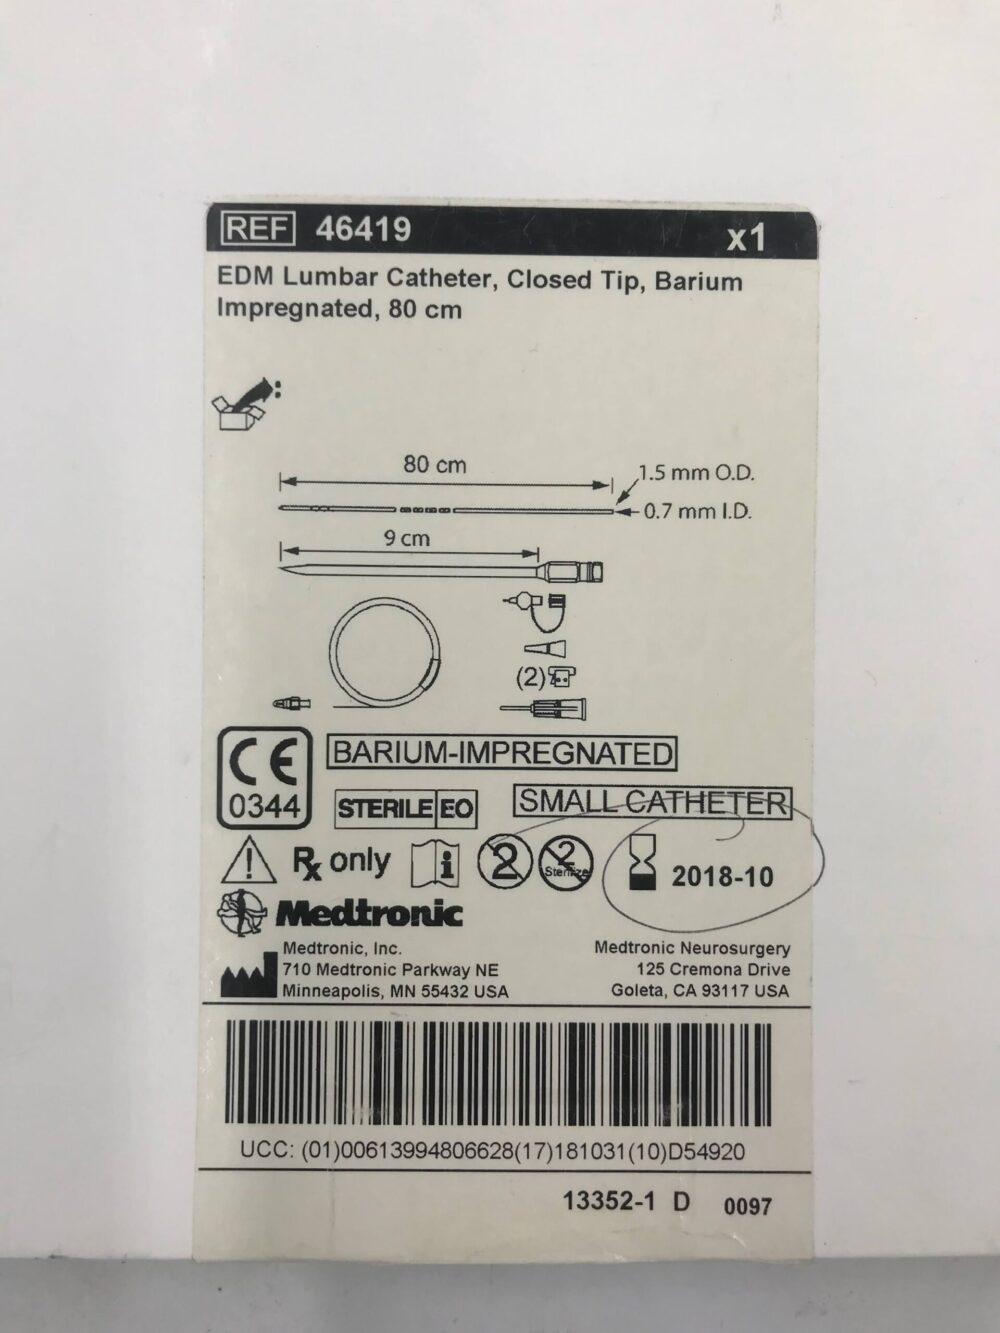 REF 46419 x1
EDM Lumbar Catheter, Closed Tip, Barium
Impregnated, 80 cm
80 cm
1.5 mm O.D.
0.7 mm I.D.
9 cm
(2)
CE
0344
BARIUM-IMPREGNATED
STERILE EO
SMALL CATHETER
Rx only
i
2
2
Sterilize
2018-10
Medtronic
Medtronic, Inc.
710 Medtronic Parkway NE
Minneapolis, MN 55432 USA
Medtronic Neurosurgery
125 Cremona Drive
Goleta, CA 93117 USA
UCC: (01)00613994806628(17)181031(10)D54920
13352-1 D 0097